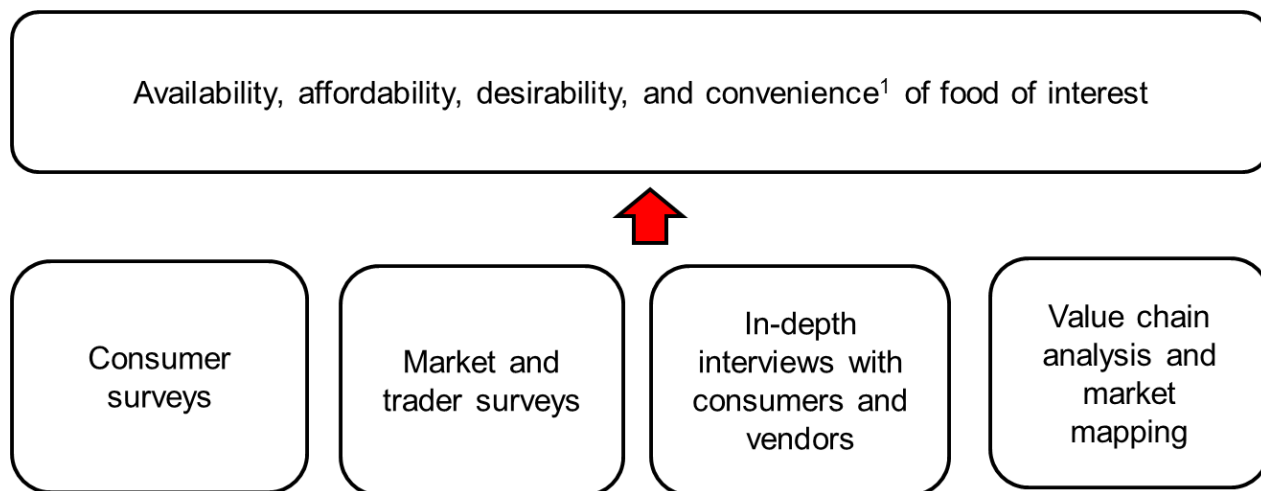 Availability, affordability, desirability, and convenience¹ of food of interest
Consumer
surveys
Market and
trader surveys
In-depth
interviews with
consumers and
vendors
Value chain
analysis and
market
mapping